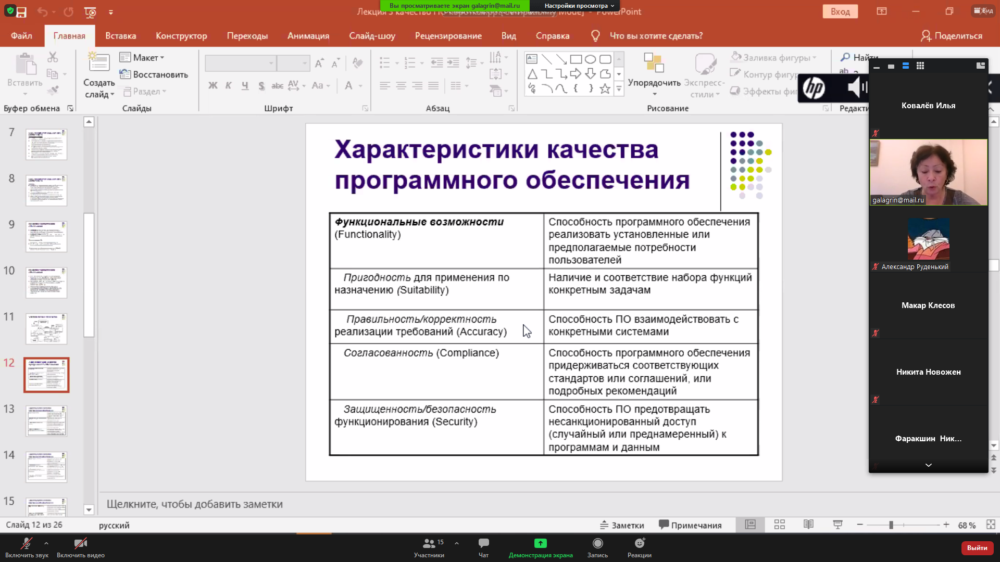 Вы просматриваете экран galagrin@mail.ru
Настройки просмотра
PowerPoint
Вход
Вид
Файл
Главная
Вставка
Конструктор
Переходы
Анимация
Слайд-шоу
Рецензирование
Вид
Справка
Что вы хотите сделать?
Поделиться
Вставить
Создать слайд
Макет
Восстановить
Раздел
Ж К Ч S abc AV Aa A
Упорядочить
Экспресс-стили
Заливка фигуры
Контур фигур
Эффекты фиг
Найти
Буфер обмена
Слайды
Шрифт
Абзац
Рисование
Редакти
hp
7
8
9
10
11
12
13
14
15
Характеристики качества
программного обеспечения
Функциональные возможности
(Functionality)
Способность программного обеспечения
реализовать установленные или
предполагаемые потребности
пользователей
Пригодность для применения по
назначению (Suitability)
Наличие и соответствие набора функций
конкретным задачам
Правильность/корректность
реализации требований (Accuracy)
Способность ПО взаимодействовать с
конкретными системами
Согласованность (Compliance)
Способность программного обеспечения
придерживаться соответствующих
стандартов или соглашений, или
подробных рекомендаций
Защищенность/безопасность
функционирования (Security)
Способность ПО предотвращать
несанкционированный доступ
(случайный или преднамеренный) к
программам и данным
Ковалёв Илья
galagrin@mail.ru
Александр Руденький
Макар Клесов
Никита Новожен
Фаракшин Ник...
Щелкните, чтобы добавить заметки
Слайд 12 из 26
русский
Заметки
Примечания
68 %
Включить звук
Включить видео
Участники
15
Чат
Демонстрация экрана
Запись
Реакции
Выйти